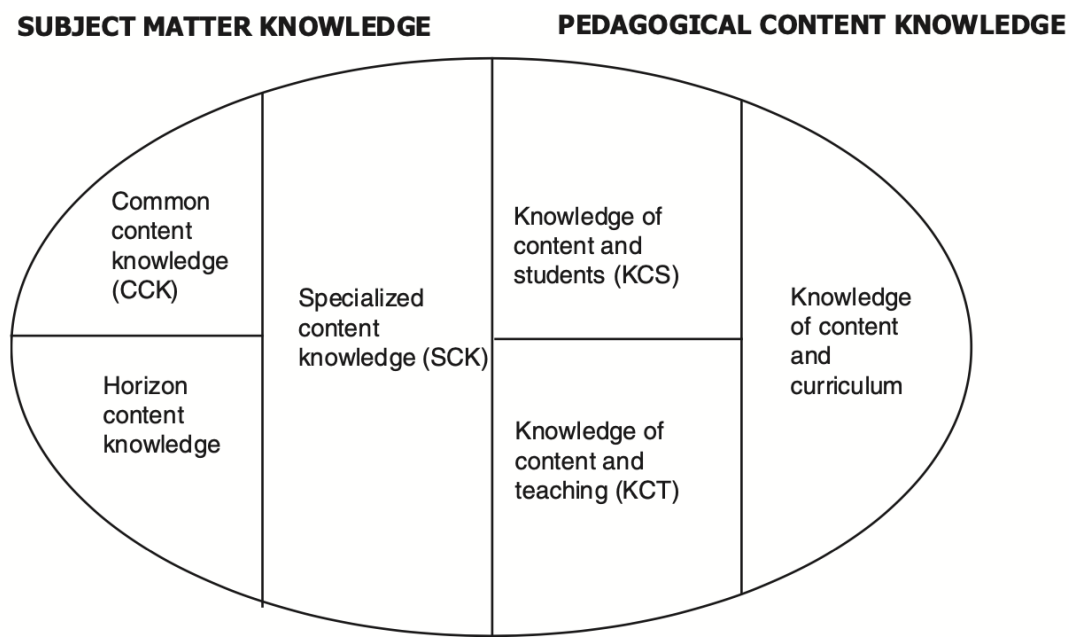 SUBJECT MATTER KNOWLEDGE
PEDAGOGICAL CONTENT KNOWLEDGE
Common
content
knowledge
(CCK)
Horizon
content
knowledge
Specialized
content
knowledge (SCK)
Knowledge of
content and
students (KCS)
Knowledge of
content and
teaching (KCT)
Knowledge
of content
and
curriculum